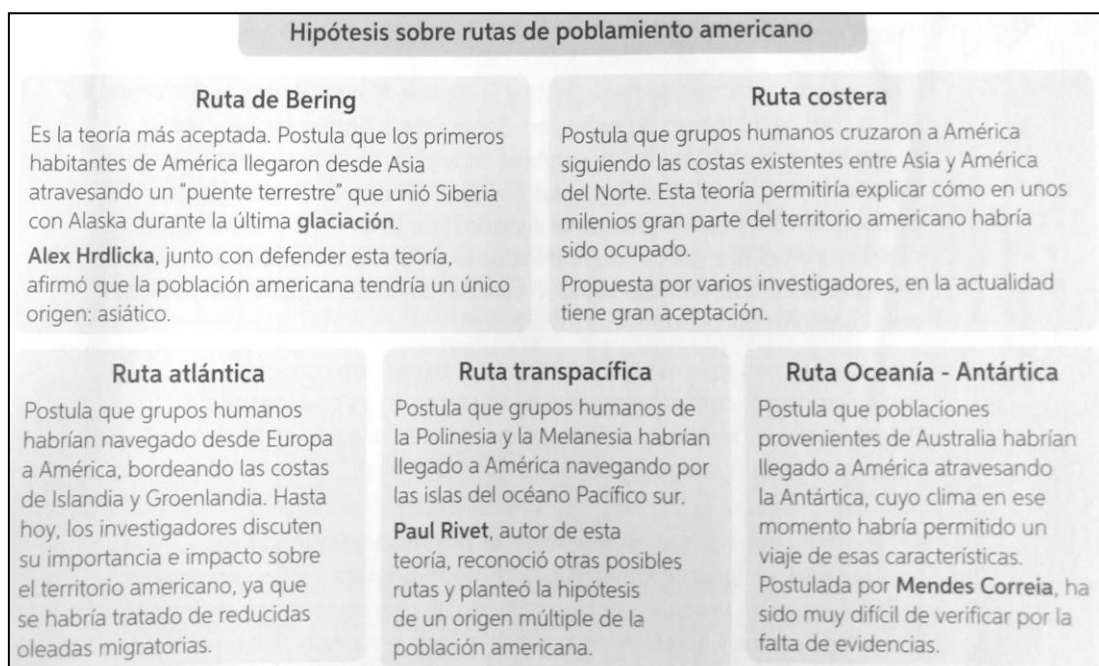 Hipótesis sobre rutas de poblamiento americano
Ruta de Bering
Es la teoría más aceptada. Postula que los primeros
habitantes de América llegaron desde Asia
atravesando un "puente terrestre" que unió Siberia
con Alaska durante la última glaciación.
Alex Hrdlicka, junto con defender esta teoría,
afirmó que la población americana tendría un único
origen: asiático.
Ruta costera
Postula que grupos humanos cruzaron a América
siguiendo las costas existentes entre Asia y América
del Norte. Esta teoría permitiría explicar cómo en unos
milenios gran parte del territorio americano habría
sido ocupado.
Propuesta por varios investigadores, en la actualidad
tiene gran aceptación.
Ruta atlántica
Postula que grupos humanos
habrían navegado desde Europa
a América, bordeando las costas
de Islandia y Groenlandia. Hasta
hoy, los investigadores discuten
su importancia e impacto sobre
el territorio americano, ya que
se habría tratado de reducidas
oleadas migratorias.
Ruta transpacífica
Postula que grupos humanos de
la Polinesia y la Melanesia habrían
llegado a América navegando por
las islas del océano Pacífico sur.
Paul Rivet, autor de esta
teoría, reconoció otras posibles
rutas y planteó la hipótesis
de un origen múltiple de la
población americana.
Ruta Oceanía - Antártica
Postula que poblaciones
provenientes de Australia habrían
llegado a América atravesando
la Antártica, cuyo clima en ese
momento habría permitido un
viaje de esas características.
Postulada por Mendes Correia, ha
sido muy difícil de verificar por la
falta de evidencias.